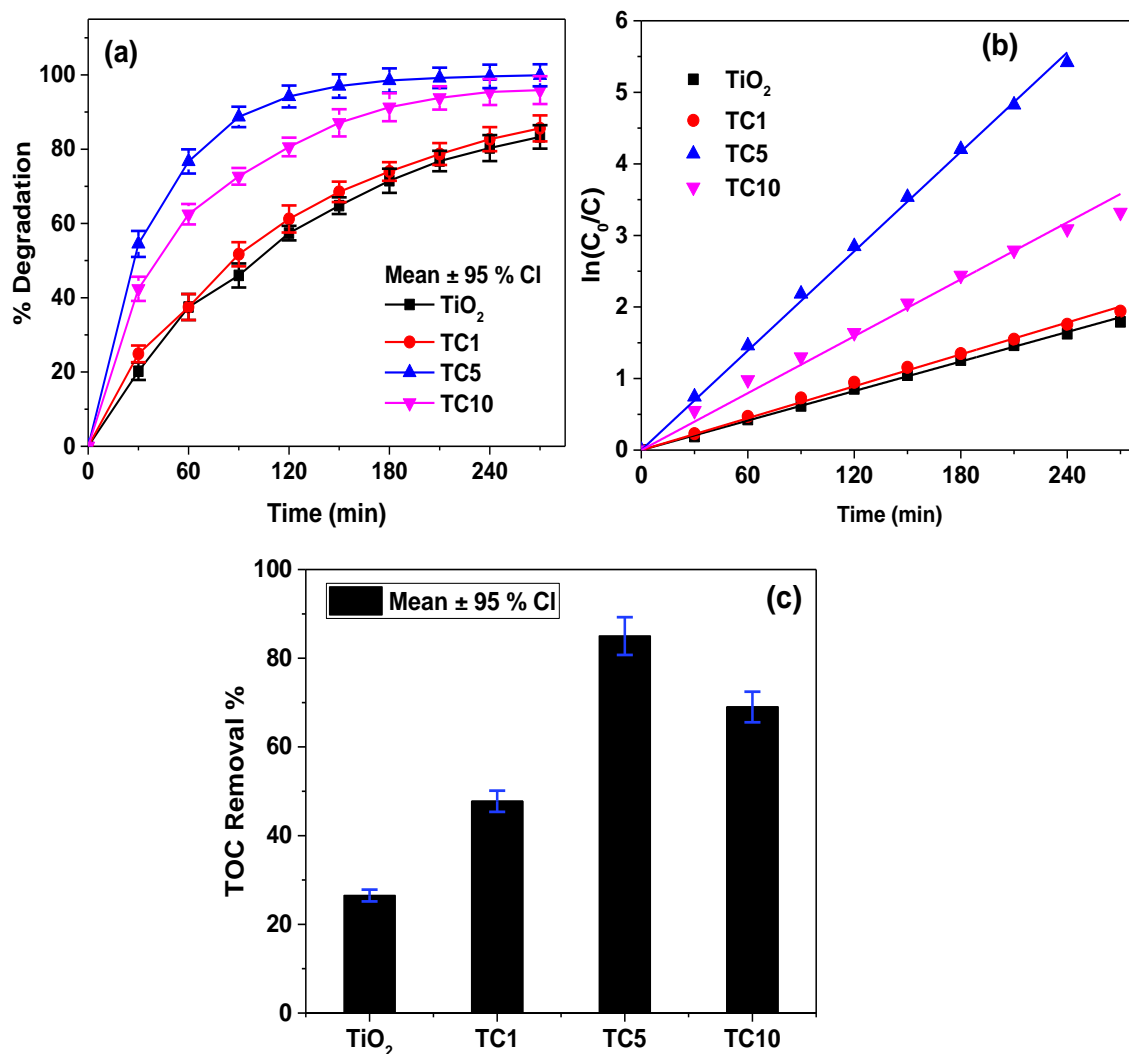 (a)
100
80
60
40
20
0
% Degradation
Mean ± 95 % CI
TiO₂
TC1
TC5
TC10
0 60 120 180 240
Time (min)
(b)
6
5
4
3
2
1
0
ln(C₀/C)
TiO₂
TC1
TC5
TC10
0 60 120 180 240
Time (min)
(c)
Mean ± 95 % CI
100
80
60
40
20
0
TOC Removal %
TiO₂ TC1 TC5 TC10